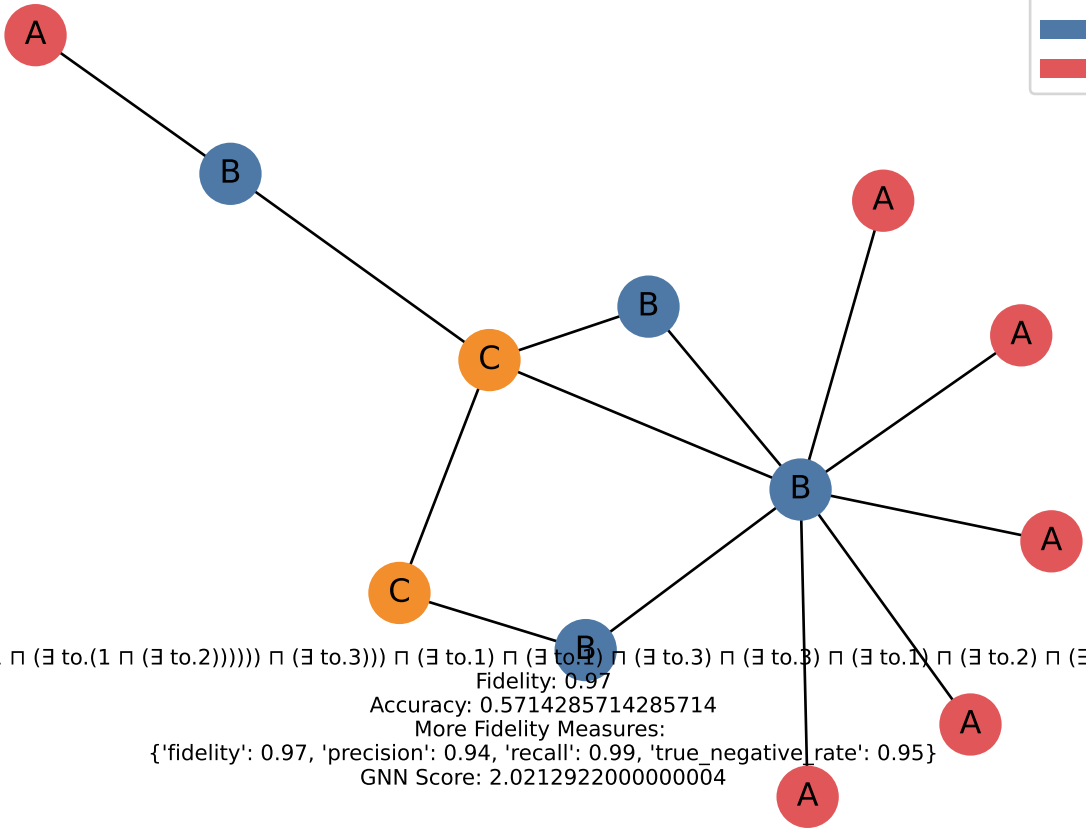 A
B
A
B
A
C
B
A
C
B
⊓ (∃ to.(1 ⊓ (∃ to.2)))))) ⊓ (∃ to.3))) ⊓ (∃ to.1) ⊓ (∃ to.1) ⊓ (∃ to.3) ⊓ (∃ to.3) ⊓ (∃ to.1) ⊓ (∃ to.2) ⊓ (∃
Fidelity: 0.97
Accuracy: 0.5714285714285714
A
More Fidelity Measures:
{'fidelity': 0.97, 'precision': 0.94, 'recall': 0.99, 'true_negative_rate': 0.95}
GNN Score: 2.0212922000000004
A